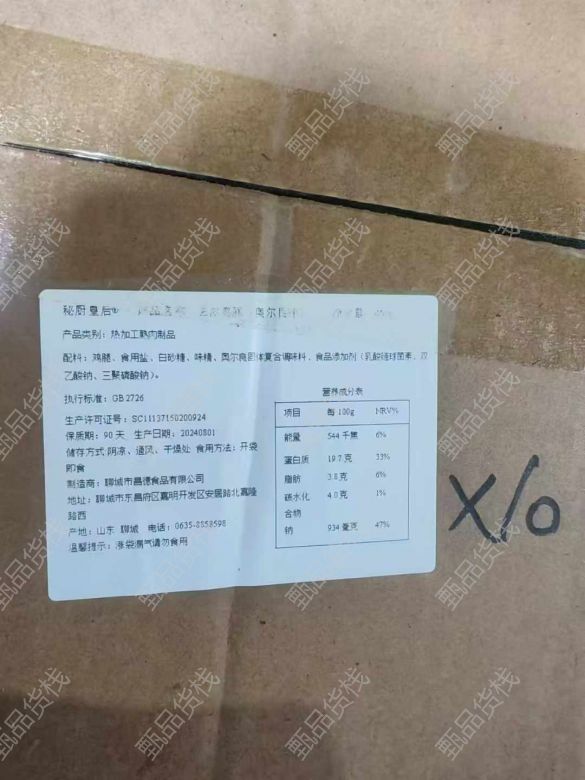 秘厨皇后®
奥尔良
产品类别：热加工熟肉制品
配料：鸡腿、食用盐、白砂糖、味精、奥尔良固体复合调味料、食品添加剂（乳酸链球菌素、双
乙酸钠、三聚磷酸钠）。
执行标准：GB 2726
生产许可证号：SC11137150200924
保质期：90 天 生产日期：20240801
储存方式 阴凉、通风、干燥处 食用方法：开袋
即食
制造商：聊城市昌德食品有限公司
地址：聊城市东昌府区嘉明开发区安居路北嘉隆
路西
产地：山东 聊城 电话：0635-8858598
温馨提示：涨袋漏气请勿食用
营养成分表
项目 每 100g NRV%
能量 544 千焦 6%
蛋白质 19.7 克 33%
脂肪 3.8 克 6%
碳水化 4.0 克 1%
合物
钠 934 毫克 47%
X/0
甄品货栈